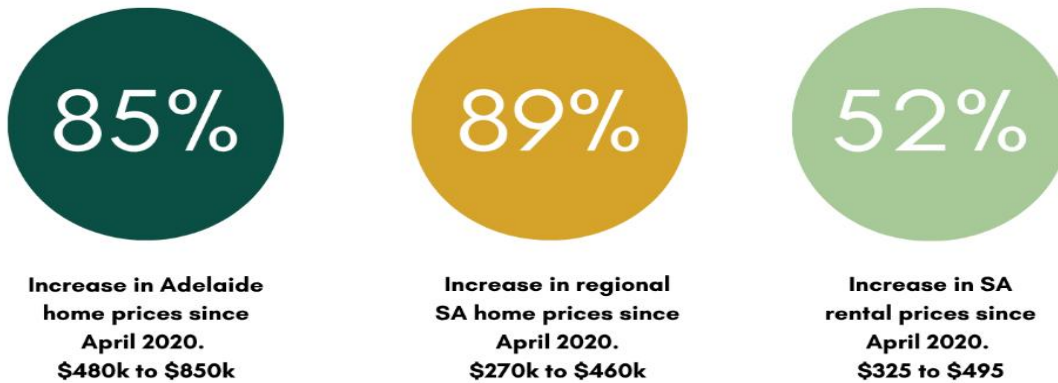 85%
89%
52%
Increase in Adelaide
home prices since
April 2020.
$480k to $850k
Increase in regional
SA home prices since
April 2020.
$270k to $460k
Increase in SA
rental prices since
April 2020.
$325 to $495